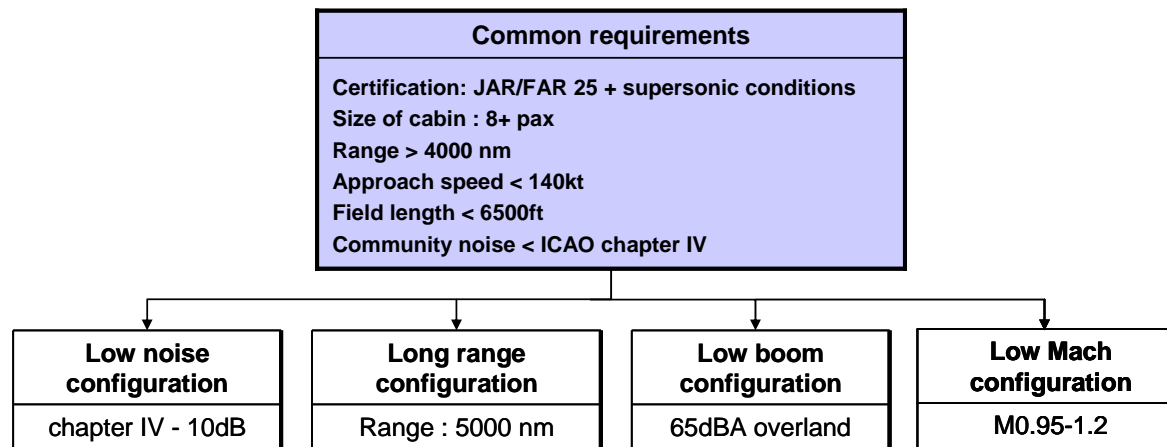 Common requirements
Certification: JAR/FAR 25 + supersonic conditions
Size of cabin : 8+ pax
Range > 4000 nm
Approach speed < 140kt
Field length < 6500ft
Community noise < ICAO chapter IV
Low noise
configuration
chapter IV - 10dB
Long range
configuration
Range : 5000 nm
Low boom
configuration
65dBA overland
Low Mach
configuration
M0.95-1.2